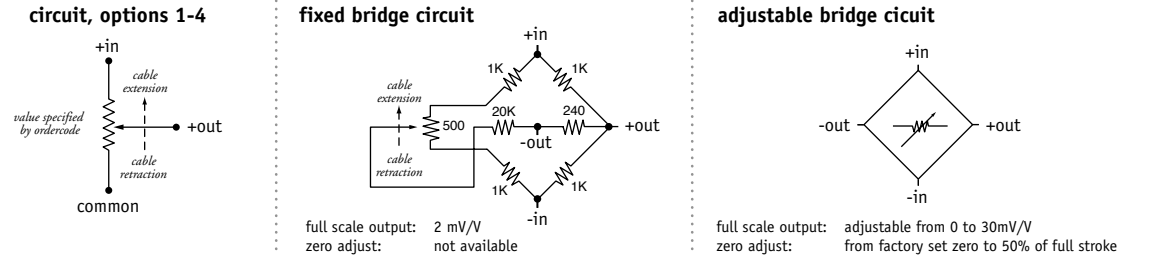 circuit, options 1-4
+in
cable
extension
value specified
by ordercode
+out
cable
retraction
common
fixed bridge circuit
+in
1K
1K
cable
extension
20K
240
500
+out
-out
cable
retraction
1K
1K
-in
full scale output: 2 mV/V
zero adjust: not available
adjustable bridge cicuit
+in
-out
+out
-in
full scale output: adjustable from 0 to 30mV/V
zero adjust: from factory set zero to 50% of full stroke